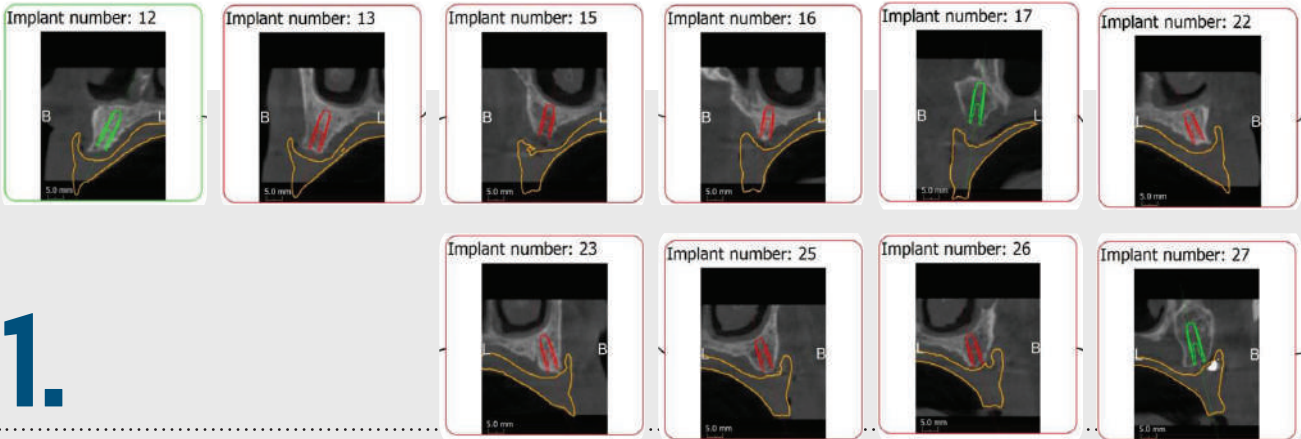 Implant number: 12
B
L
5.0 mm
Implant number: 13
B
L
5.0 mm
Implant number: 15
B
L
5.0 mm
Implant number: 16
B
L
5.0 mm
Implant number: 17
B
L
5.0 mm
Implant number: 22
L
B
5.0 mm
Implant number: 23
L
B
5.0 mm
Implant number: 25
L
B
5.0 mm
Implant number: 26
L
B
5.0 mm
Implant number: 27
L
B
5.0 mm
1.